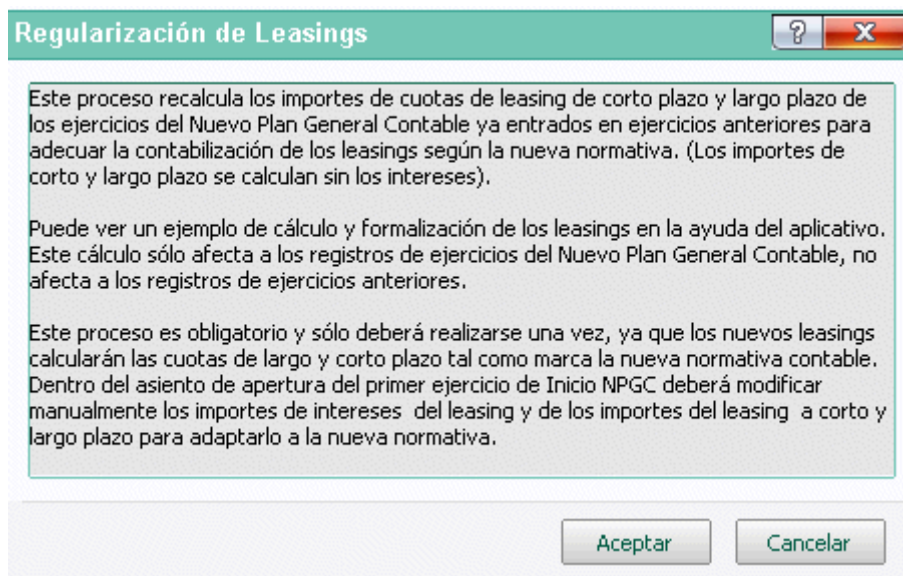 Regularización de Leasings
?
X
Este proceso recalcula los importes de cuotas de leasing de corto plazo y largo plazo de
los ejercicios del Nuevo Plan General Contable ya entrados en ejercicios anteriores para
adecuar la contabilización de los leasings según la nueva normativa. (Los importes de
corto y largo plazo se calculan sin los intereses).
Puede ver un ejemplo de cálculo y formalización de los leasings en la ayuda del aplicativo.
Este cálculo sólo afecta a los registros de ejercicios del Nuevo Plan General Contable, no
afecta a los registros de ejercicios anteriores.
Este proceso es obligatorio y sólo deberá realizarse una vez, ya que los nuevos leasings
calcularán las cuotas de largo y corto plazo tal como marca la nueva normativa contable.
Dentro del asiento de apertura del primer ejercicio de Inicio NPGC deberá modificar
manualmente los importes de intereses del leasing y de los importes del leasing a corto y
largo plazo para adaptarlo a la nueva normativa.
Aceptar
Cancelar